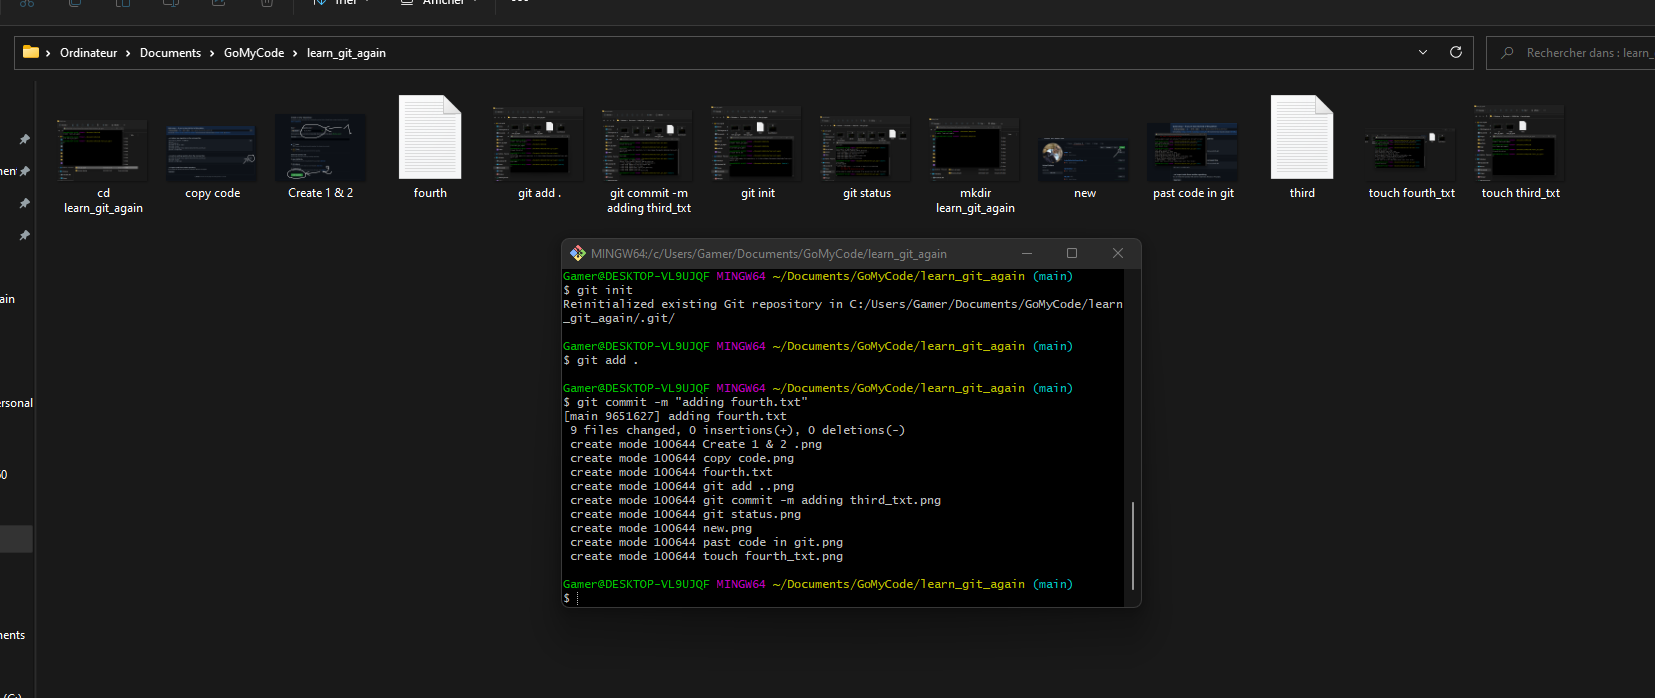 Trier
Afficher
Ordinateur > Documents > GoMyCode > learn_git_again
Rechercher dans : learn_
cd learn_git_again
copy code
Create 1 & 2
fourth
git add .
git commit -m adding third_txt
git init
git status
mkdir learn_git_again
new
past code in git
third
touch fourth_txt
touch third_txt
MINGW64:/c/Users/Gamer/Documents/GoMyCode/learn_git_again
Gamer@DESKTOP-VL9UJQF MINGW64 ~/Documents/GoMyCode/learn_git_again (main)
$ git init
Reinitialized existing Git repository in C:/Users/Gamer/Documents/GoMyCode/learn
_git_again/.git/
Gamer@DESKTOP-VL9UJQF MINGW64 ~/Documents/GoMyCode/learn_git_again (main)
$ git add .
Gamer@DESKTOP-VL9UJQF MINGW64 ~/Documents/GoMyCode/learn_git_again (main)
$ git commit -m "adding fourth.txt"
[main 9651627] adding fourth.txt
9 files changed, 0 insertions(+), 0 deletions(-)
create mode 100644 Create 1 & 2 .png
create mode 100644 copy code.png
create mode 100644 fourth.txt
create mode 100644 git add ..png
create mode 100644 git commit -m adding third_txt.png
create mode 100644 git status.png
create mode 100644 new.png
create mode 100644 past code in git.png
create mode 100644 touch fourth_txt.png
Gamer@DESKTOP-VL9UJQF MINGW64 ~/Documents/GoMyCode/learn_git_again (main)
$
ain
ersonal
ments